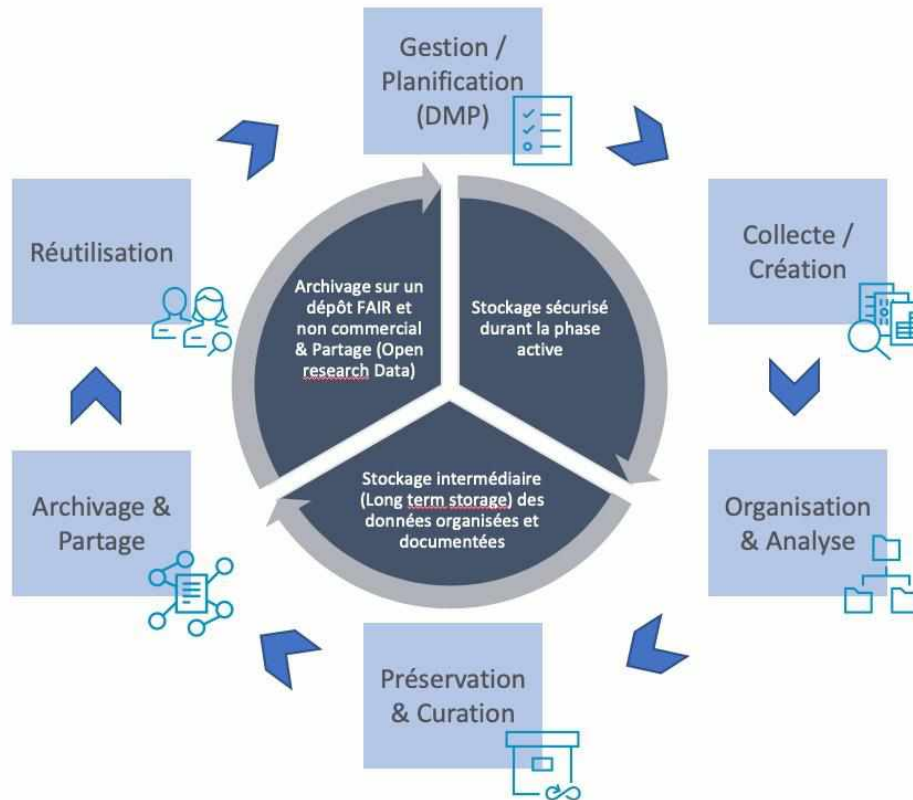 Gestion /
Planification
(DMP)
Collecte /
Création
Organisation
& Analyse
Préservation
& Curation
Archivage &
Partage
Réutilisation
Archivage sur un
dépôt FAIR et
non commercial
& Partage (Open
research Data)
Stockage sécurisé
durant la phase
active
Stockage intermédiaire
(Long term storage) des
données organisées et
documentées